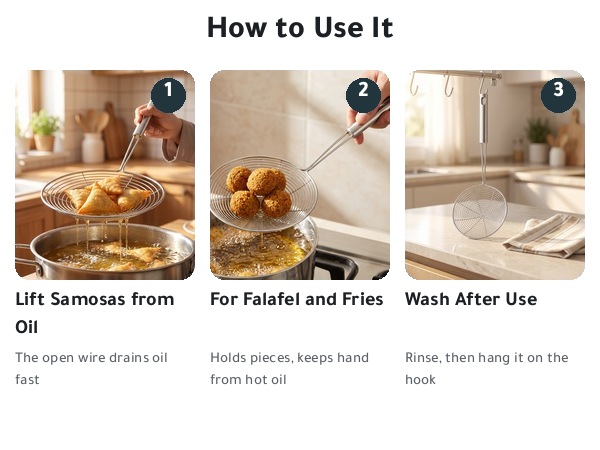 How to Use It
1
2
3
Lift Samosas from
Oil
The open wire drains oil
fast
For Falafel and Fries
Holds pieces, keeps hand
from hot oil
Wash After Use
Rinse, then hang it on the
hook